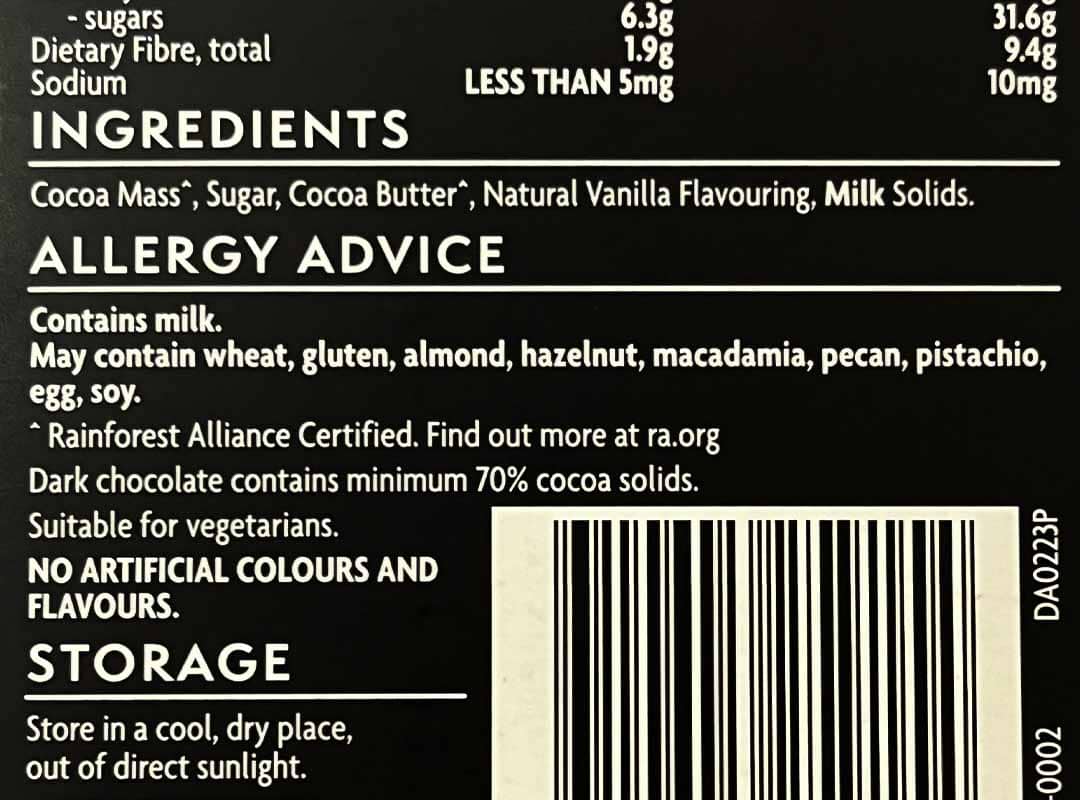 - sugars 6.3g 31.6g
Dietary Fibre, total 1.9g 9.4g
Sodium LESS THAN 5mg 10mg
INGREDIENTS
Cocoa Mass^, Sugar, Cocoa Butter^, Natural Vanilla Flavouring, Milk Solids.
ALLERGY ADVICE
Contains milk.
May contain wheat, gluten, almond, hazelnut, macadamia, pecan, pistachio,
egg, soy.
^ Rainforest Alliance Certified. Find out more at ra.org
Dark chocolate contains minimum 70% cocoa solids.
Suitable for vegetarians.
NO ARTIFICIAL COLOURS AND
FLAVOURS.
STORAGE
Store in a cool, dry place,
out of direct sunlight.
DA0223P
-0002